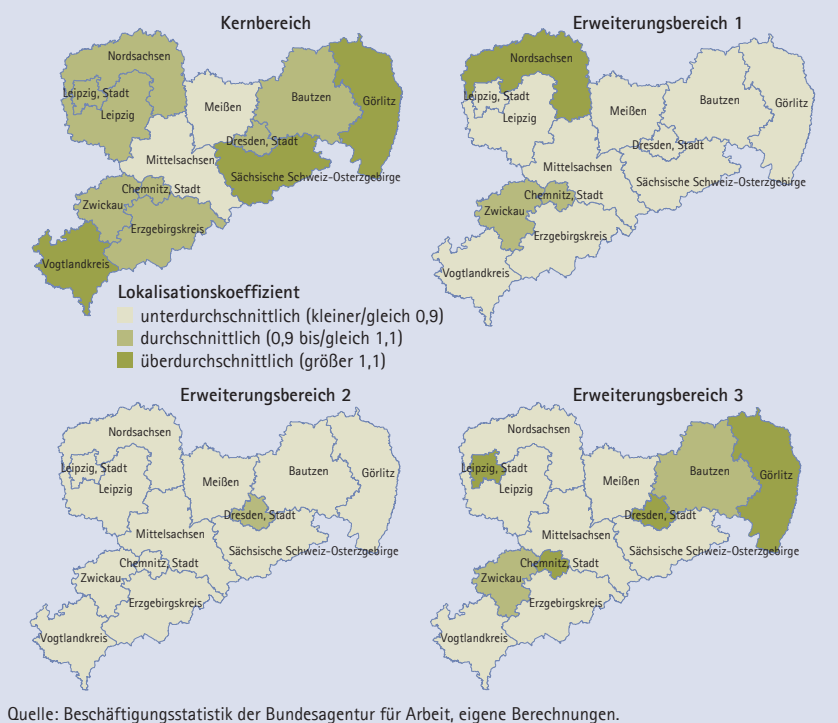 Kernbereich
Nordsachsen
Leipzig, Stadt
Leipzig
Meißen
Bautzen
Görlitz
Dresden, Stadt
Mittelsachsen
Sächsische Schweiz-Osterzgebirge
Chemnitz, Stadt
Zwickau
Erzgebirgskreis
Vogtlandkreis
Erweiterungsbereich 1
Nordsachsen
Leipzig, Stadt
Leipzig
Meißen
Bautzen
Görlitz
Dresden, Stadt
Mittelsachsen
Sächsische Schweiz-Osterzgebirge
Chemnitz, Stadt
Zwickau
Erzgebirgskreis
Vogtlandkreis
Lokalisationskoeffizient
unterdurchschnittlich (kleiner/gleich 0,9)
durchschnittlich (0,9 bis/gleich 1,1)
überdurchschnittlich (größer 1,1)
Erweiterungsbereich 2
Nordsachsen
Leipzig, Stadt
Leipzig
Meißen
Bautzen
Görlitz
Dresden, Stadt
Mittelsachsen
Sächsische Schweiz-Osterzgebirge
Chemnitz, Stadt
Zwickau
Erzgebirgskreis
Vogtlandkreis
Erweiterungsbereich 3
Nordsachsen
Leipzig, Stadt
Leipzig
Meißen
Bautzen
Görlitz
Dresden, Stadt
Mittelsachsen
Sächsische Schweiz-Osterzgebirge
Chemnitz, Stadt
Zwickau
Erzgebirgskreis
Vogtlandkreis
Quelle: Beschäftigungsstatistik der Bundesagentur für Arbeit, eigene Berechnungen.